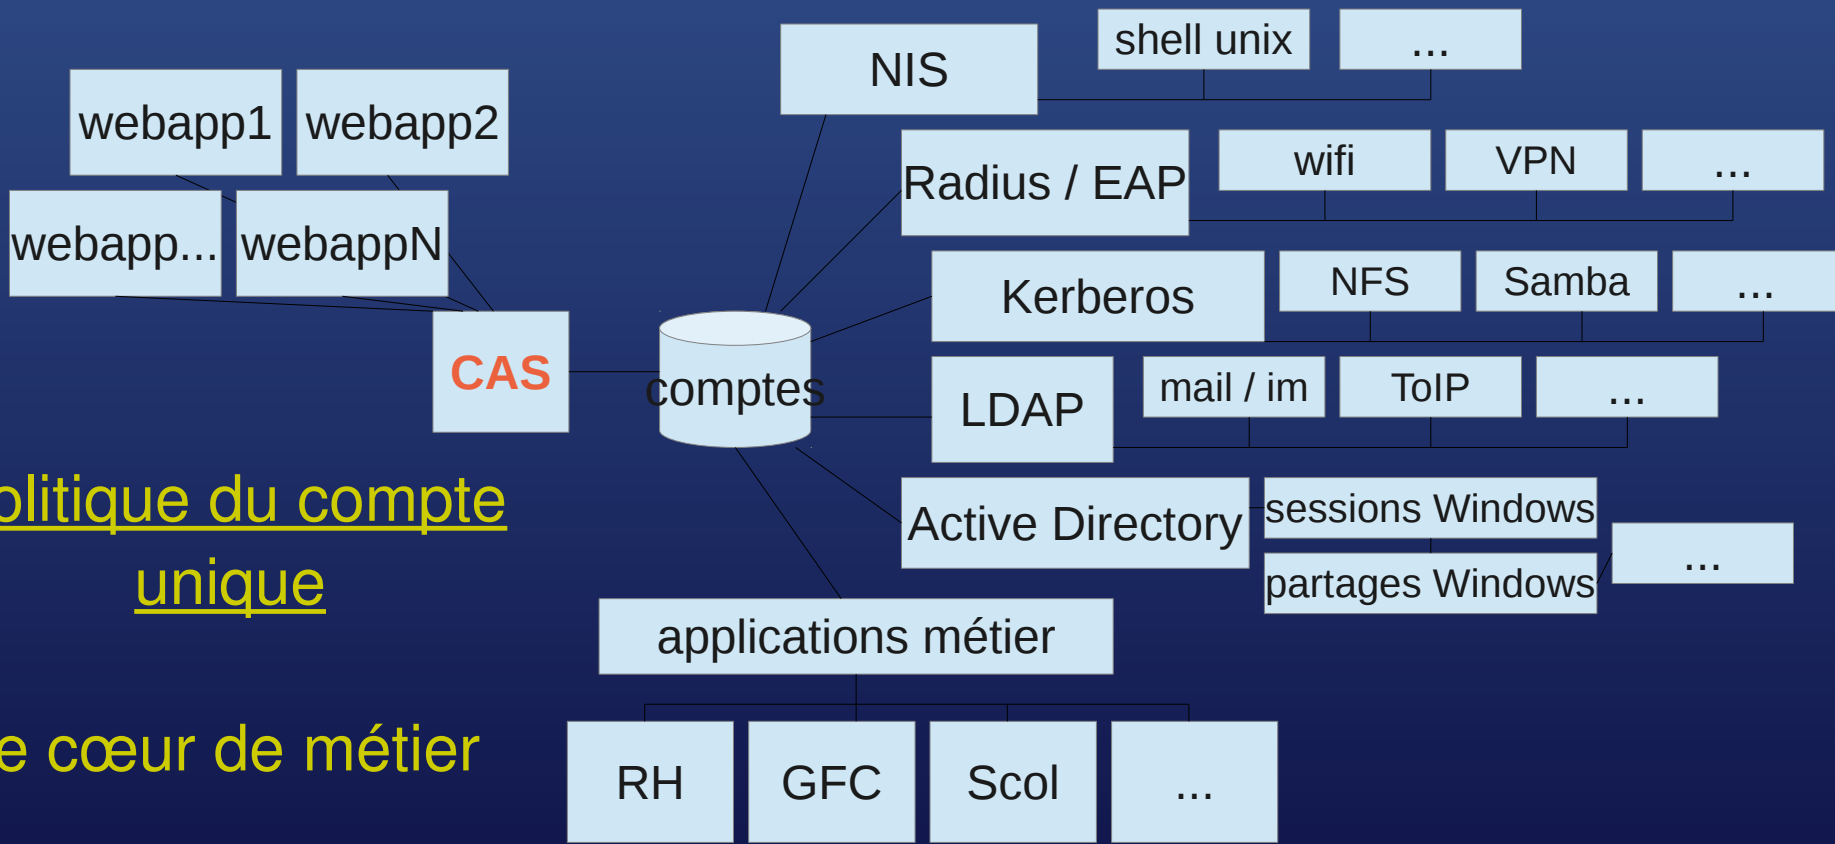 NIS
shell unix
...
webapp1
webapp2
Radius / EAP
wifi
VPN
...
webapp...
webappN
Kerberos
NFS
Samba
...
CAS
comptes
LDAP
mail / im
ToIP
...
olitique du compte
unique
Active Directory
sessions Windows
partages Windows
...
applications métier
e cœur de métier
RH
GFC
Scol
...